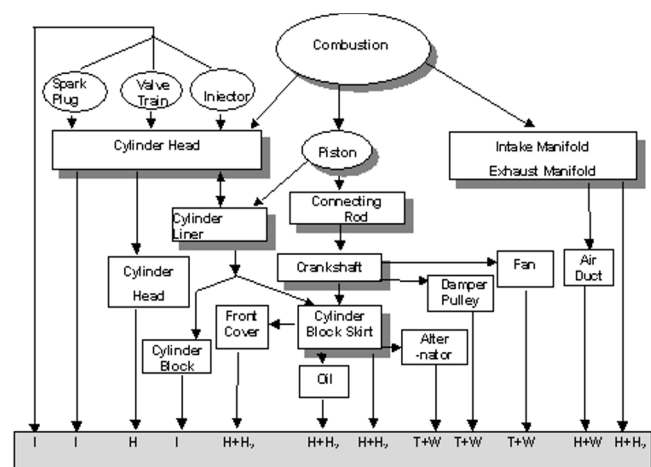 Combustion
Spark
Plug
Valve
Train
Injector
Cylinder Head
Piston
Intake Manifold
Exhaust Manifold
Cylinder
Liner
Connecting
Rod
Cylinder
Head
Crankshaft
Fan
Air
Duct
Damper
Pulley
Front
Cover
Cylinder
Block Skirt
Cylinder
Block
Alter
-nator
Oil
I I H I H+H₂ H+H₂ H+H₂ T+W T+W T+W H+W H+H₂